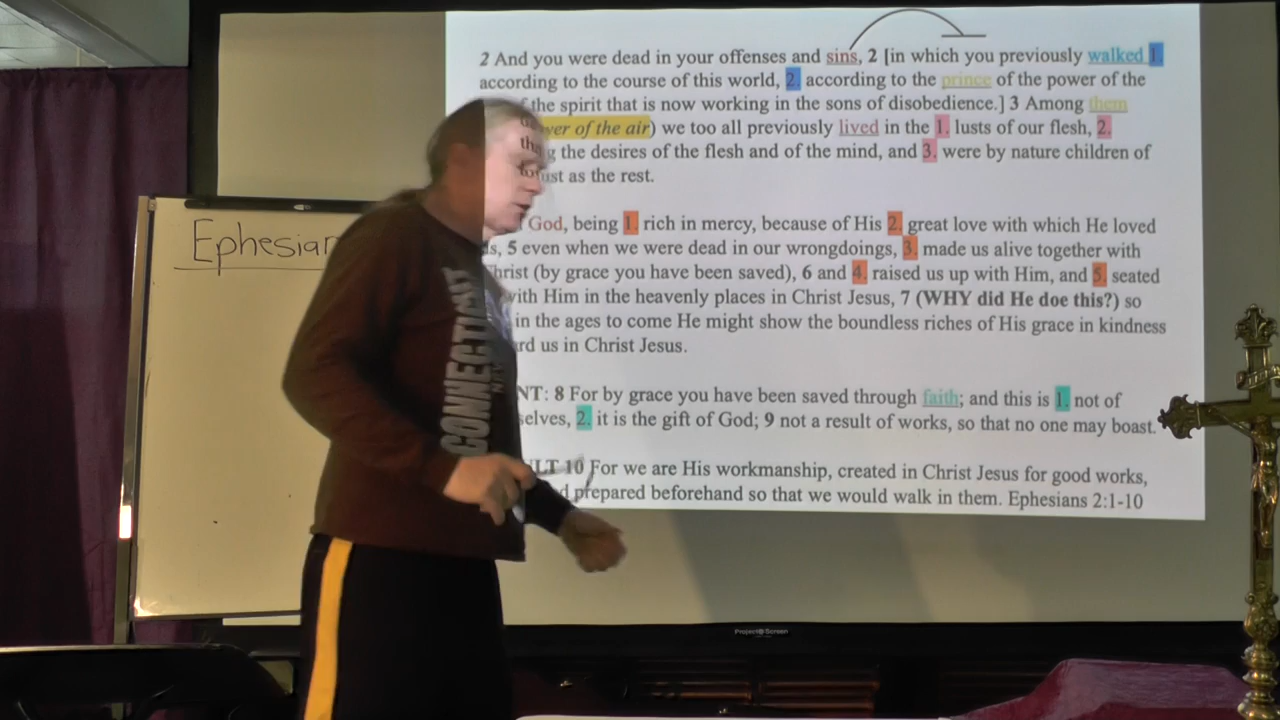 2 And you were dead in your offenses and sins, 2 [in which you previously walked 1.
according to the course of this world, 2. according to the prince of the power of the
the spirit that is now working in the sons of disobedience.] 3 Among them
of the air) we too all previously lived in the 1. lusts of our flesh, 2.
the desires of the flesh and of the mind, and 3. were by nature children of
as the rest.
God, being 1. rich in mercy, because of His 2. great love with which He loved
5 even when we were dead in our wrongdoings, 3. made us alive together with
(by grace you have been saved), 6 and 4. raised us up with Him, and 5. seated
with Him in the heavenly places in Christ Jesus, 7 (WHY did He doe this?) so
in the ages to come He might show the boundless riches of His grace in kindness
us in Christ Jesus.
8 For by grace you have been saved through faith; and this is 1. not of
2. it is the gift of God; 9 not a result of works, so that no one may boast.
10 For we are His workmanship, created in Christ Jesus for good works,
prepared beforehand so that we would walk in them. Ephesians 2:1-10
Ephesian
CONNECTICUT